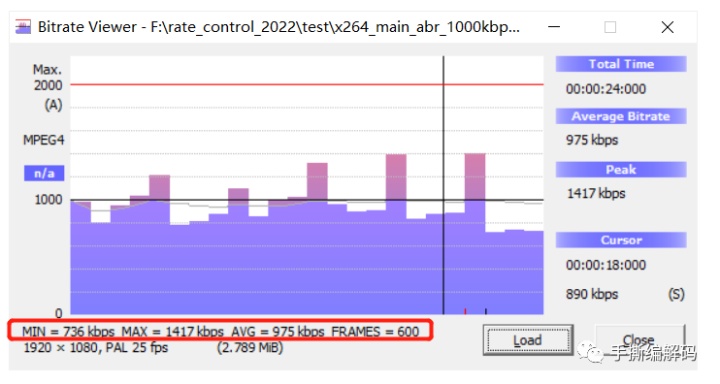 Bitrate Viewer - F:\rate_control_2022\test\x264_main_abr_1000kbp...
Max.
2000
(A)
MPEG4
n/a
1000
0
Total Time
00:00:24:000
Average Bitrate
975 kbps
Peak
1417 kbps
Cursor
00:00:18:000
890 kbps (S)
MIN = 736 kbps MAX = 1417 kbps AVG = 975 kbps FRAMES = 600
1920 × 1080, PAL 25 fps (2.789 MiB)
Load
Close
手撕编解码